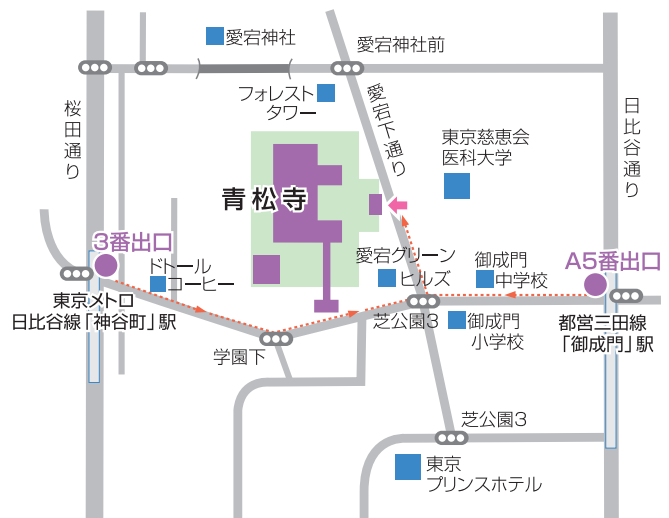 愛宕神社
愛宕神社前
フォレスト
タワー
愛宕下通り
桜田通り
日比谷通り
東京慈恵会
医科大学
青松寺
3番出口
ドトール
コーヒー
愛宕グリーン
ヒルズ
御成門
中学校
A5番出口
東京メトロ
日比谷線「神谷町」駅
芝公園3
御成門
小学校
都営三田線
「御成門」駅
学園下
芝公園3
東京
プリンスホテル